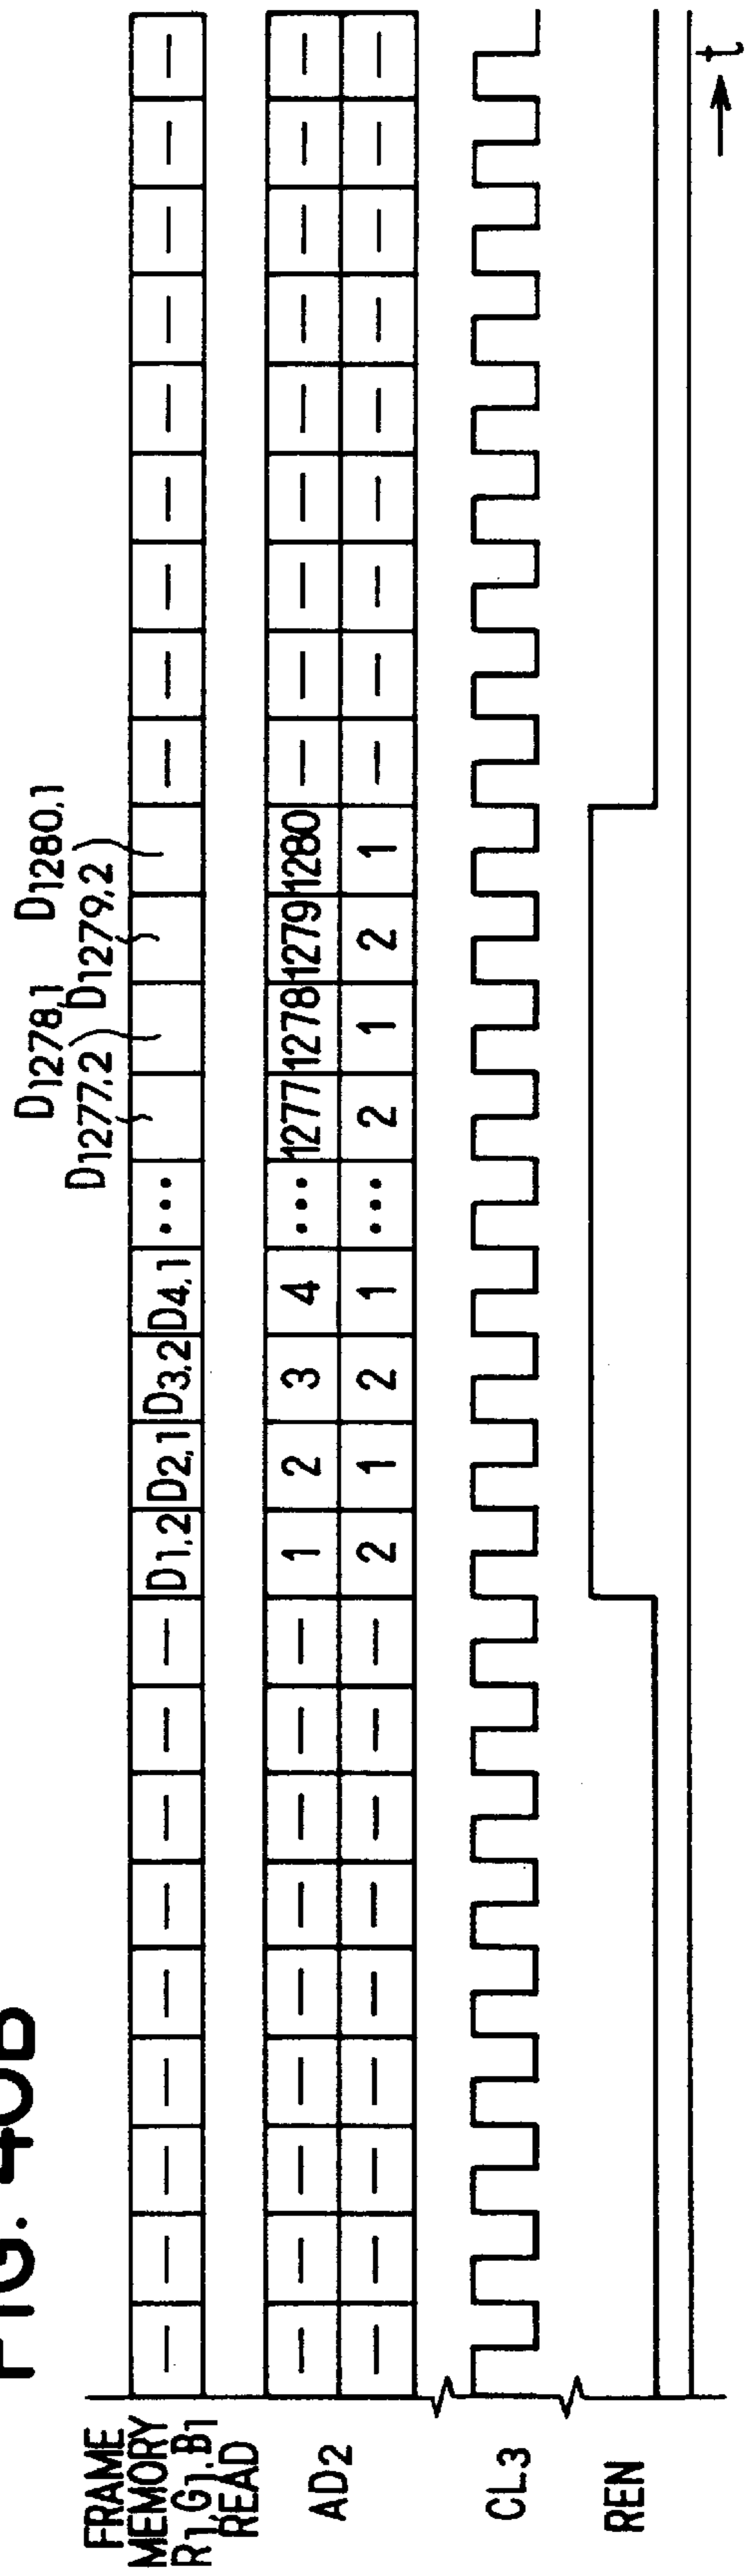 FIG. 40B
FRAME
MEMORY
R1,G1,B1
READ
— — — — — — — — — D1,2 D2,1 D3,2 D4,1 ••• D1277,2 D1278,1 D1279,2 D1280,1 — — — — — — — — —
AD2
— — — — — — — — — 1 2 3 4 ••• 1277 1278 1279 1280 — — — — — — — — —
— — — — — — — — — 2 1 2 1 ••• 2 1 2 1 — — — — — — — — —
CL3
REN
t